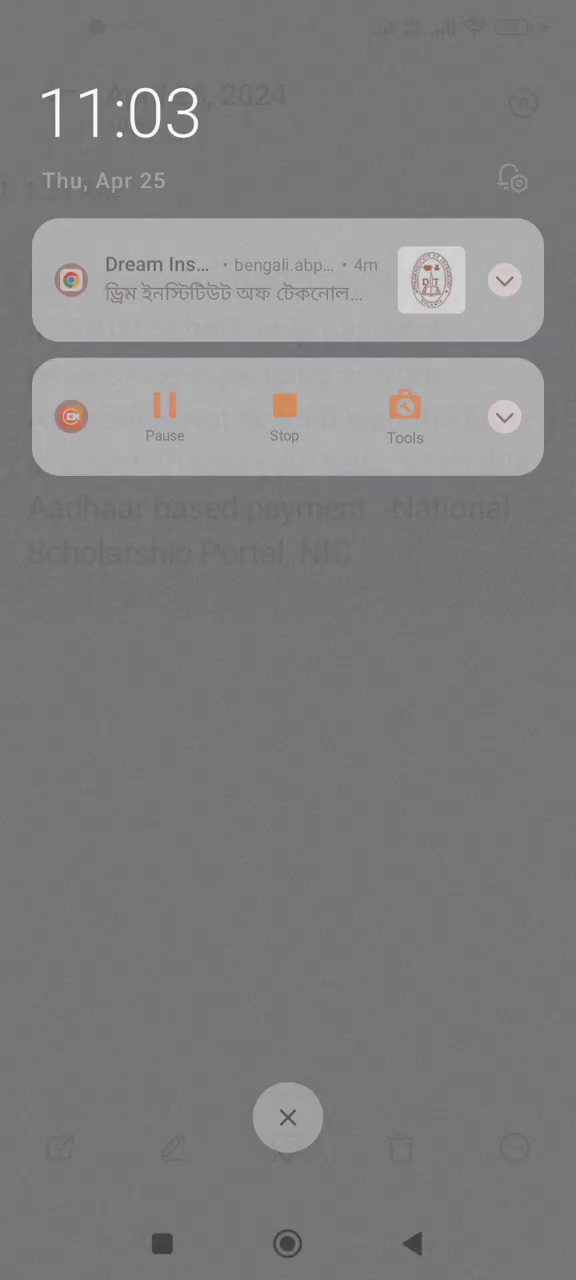 11:03
Thu, Apr 25
Dream Ins... • bengali.abp... • 4m
ড্রিম ইনস্টিটিউট অফ টেকনোল...
Pause
Stop
Tools
Aadhaar based payment. -National
Scholarship Portal, NIC